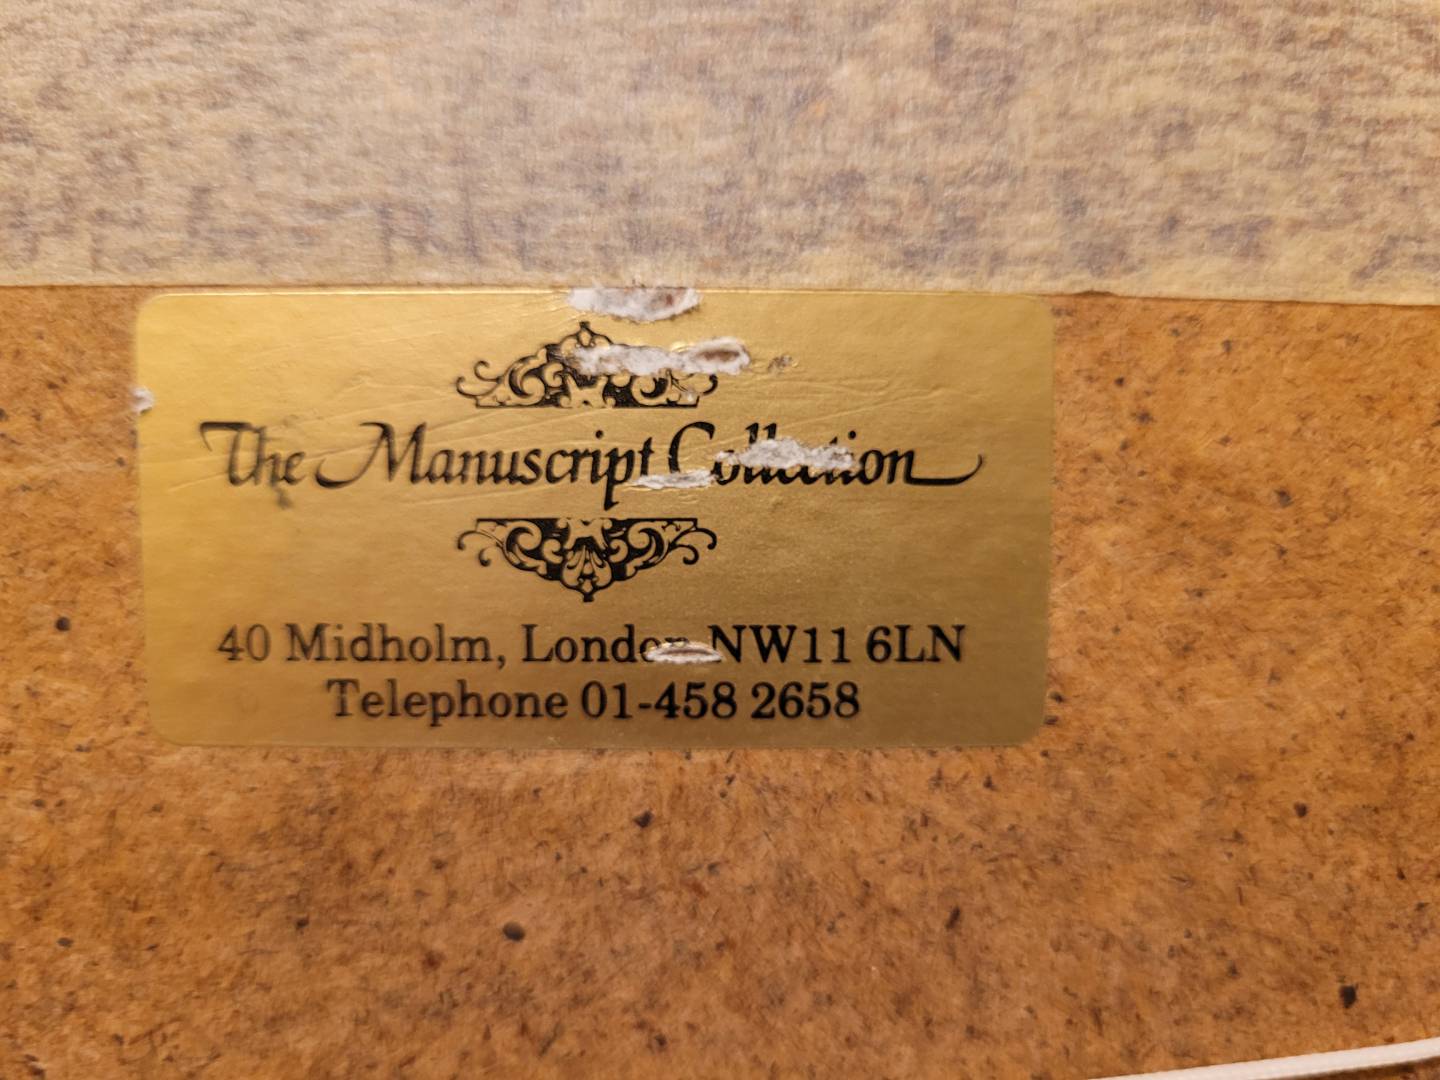 The Manuscript Collection
40 Midholm, London NW11 6LN
Telephone 01-458 2658